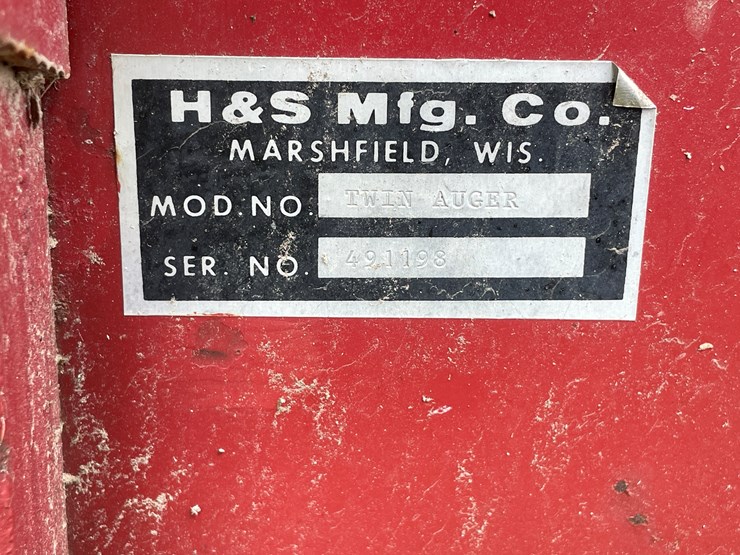 H&S Mfg. Co.
MARSHFIELD, WIS.
MOD. NO. TWIN AUGER
SER. NO. 491198